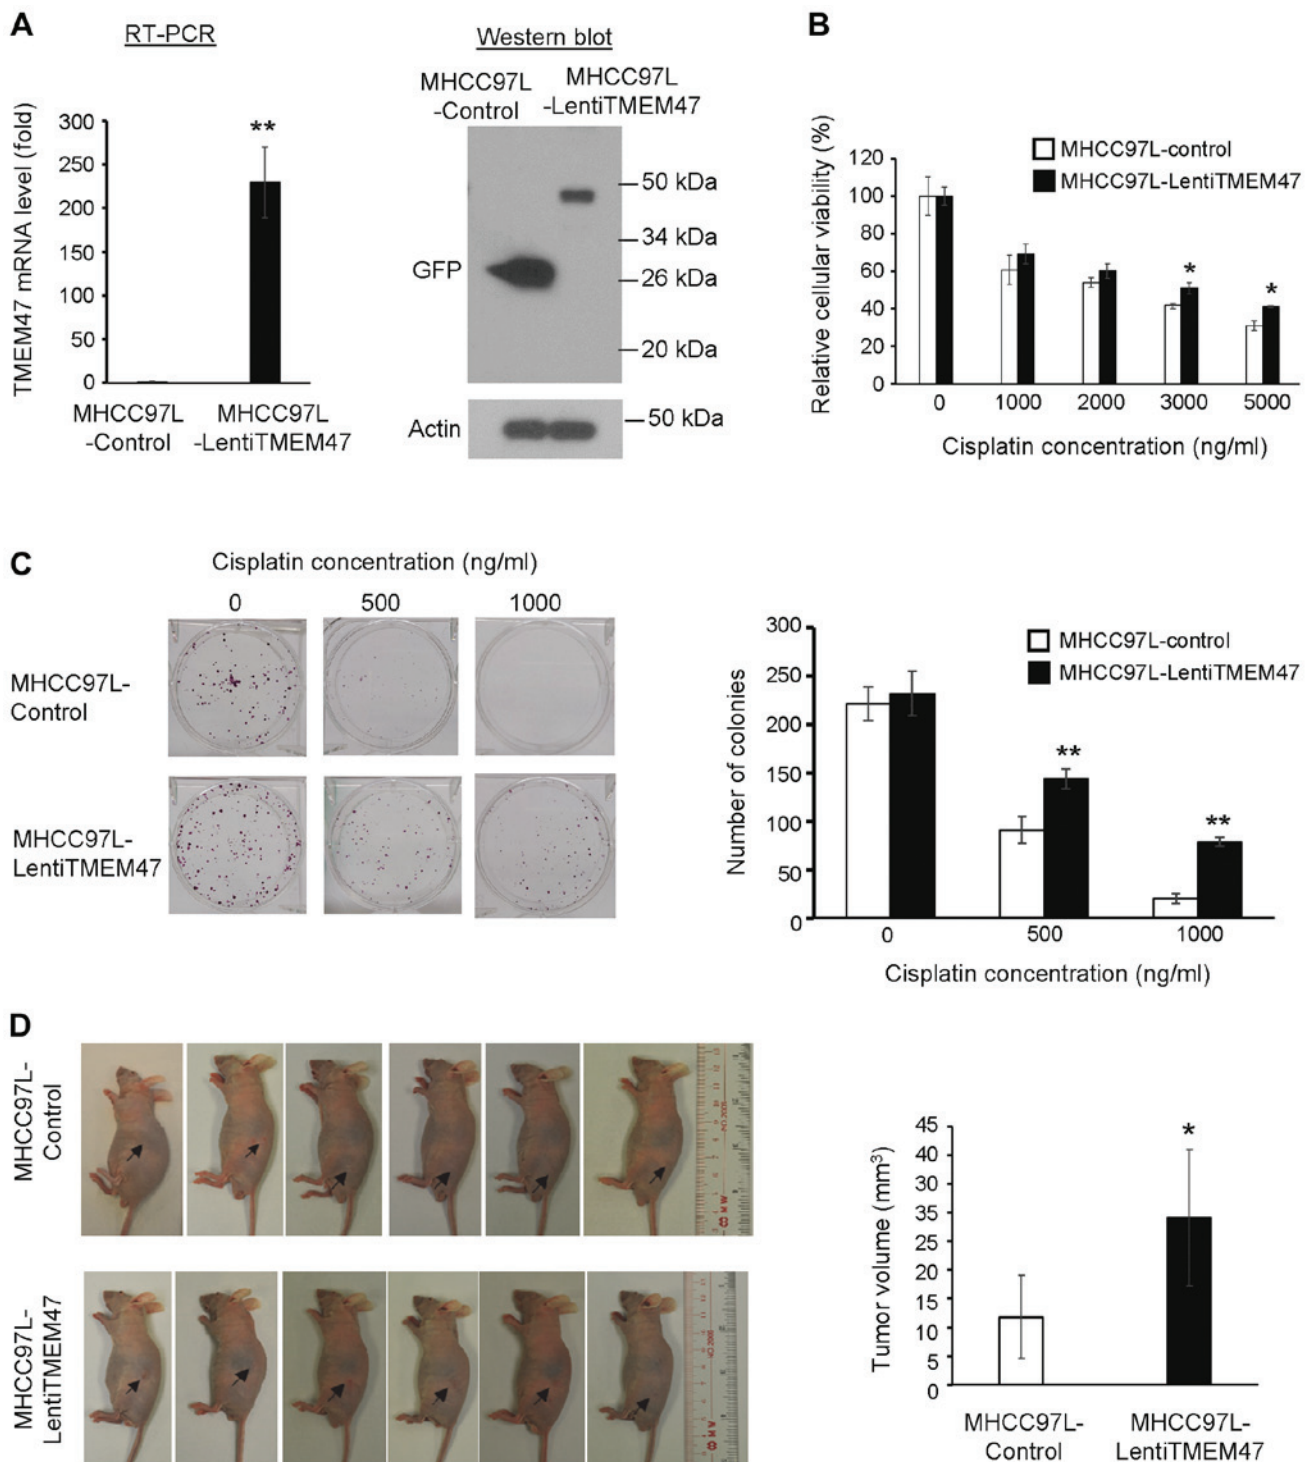 A
RT-PCR
TMEM47 mRNA level (fold)
300
250
200
150
100
50
0
**
MHCC97L
-Control
MHCC97L
-LentiTMEM47
Western blot
MHCC97L
-Control
MHCC97L
-LentiTMEM47
GFP
50 kDa
34 kDa
26 kDa
20 kDa
Actin
50 kDa
B
MHCC97L-control
MHCC97L-LentiTMEM47
Relative cellular viability (%)
120
100
80
60
40
20
0
*
*
0 1000 2000 3000 5000
Cisplatin concentration (ng/ml)
C
Cisplatin concentration (ng/ml)
0 500 1000
MHCC97L-
Control
MHCC97L-
LentiTMEM47
MHCC97L-control
MHCC97L-LentiTMEM47
Number of colonies
300
250
200
150
100
50
0
**
**
0 500 1000
Cisplatin concentration (ng/ml)
D
MHCC97L-
Control
MHCC97L-
LentiTMEM47
Tumor volume (mm³)
45
40
35
25
20
15
10
5
0
*
MHCC97L-
Control
MHCC97L-
LentiTMEM47